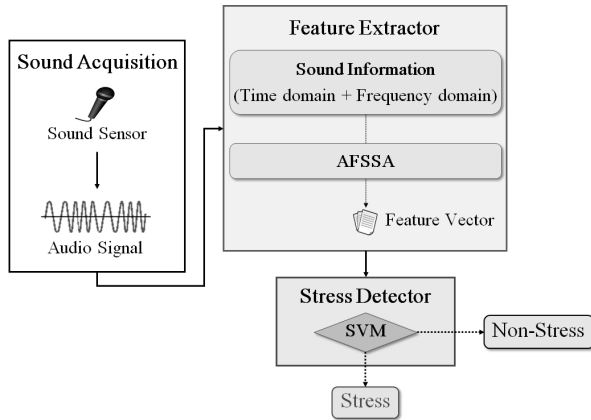 Sound Acquisition
Sound Sensor
Audio Signal
Feature Extractor
Sound Information
(Time domain + Frequency domain)
AFSSA
Feature Vector
Stress Detector
SVM
Non-Stress
Stress